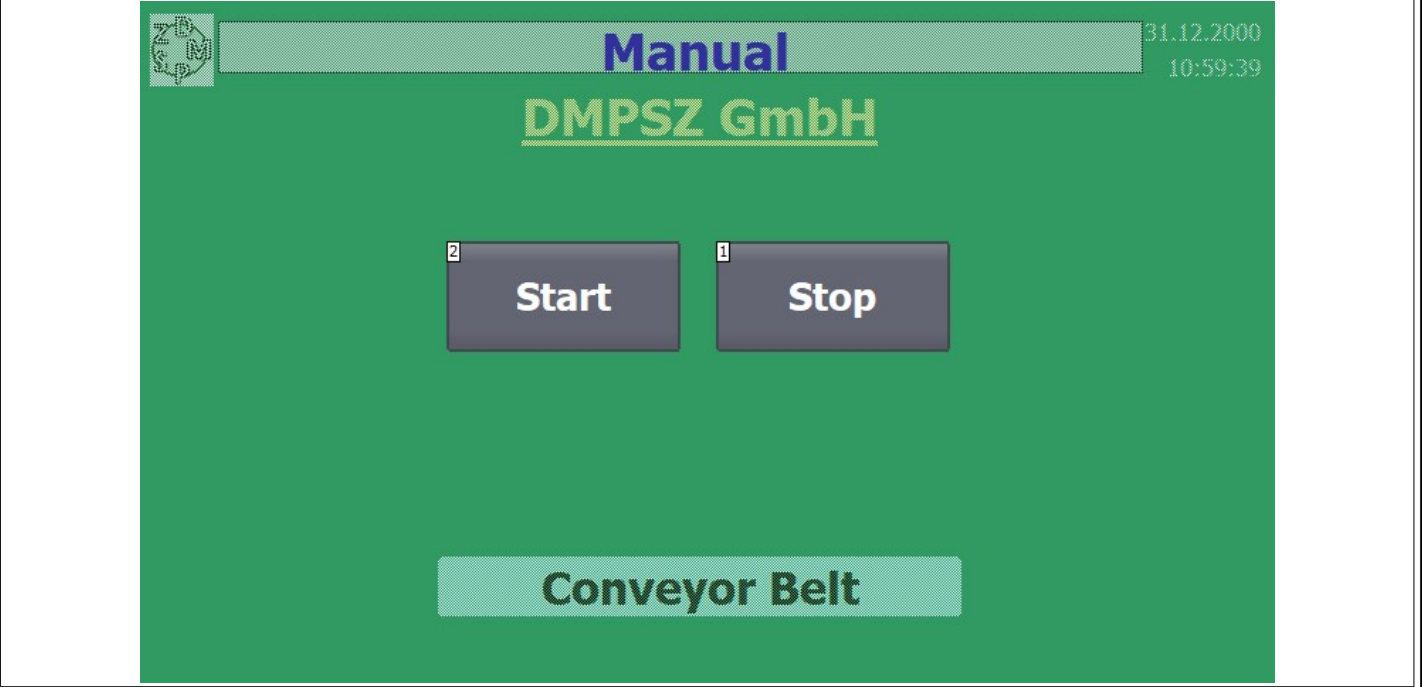 Z D M S P
Manual
31.12.2000
10:59:39
DMPSZ GmbH
2
Start
1
Stop
Conveyor Belt